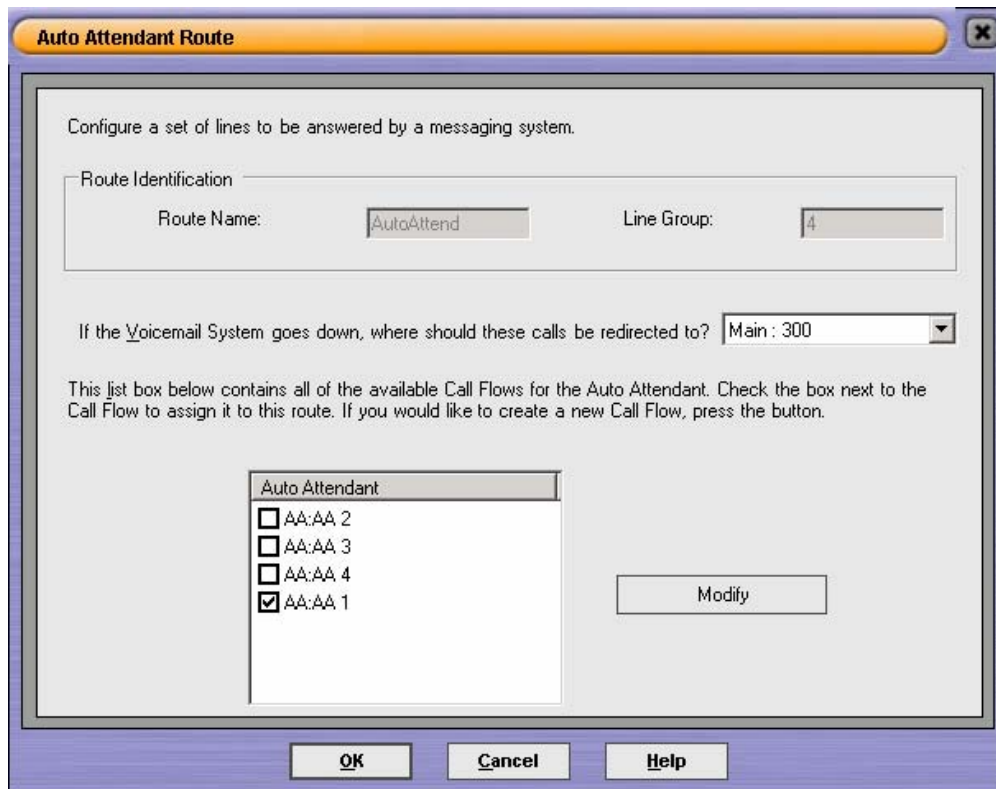 Auto Attendant Route
Configure a set of lines to be answered by a messaging system.
Route Identification
Route Name: AutoAttend Line Group: 4
If the Voicemail System goes down, where should these calls be redirected to? Main : 300
This list box below contains all of the available Call Flows for the Auto Attendant. Check the box next to the
Call Flow to assign it to this route. If you would like to create a new Call Flow, press the button.
Auto Attendant
AA:AA 2
AA:AA 3
AA:AA 4
AA:AA 1
Modify
OK Cancel Help